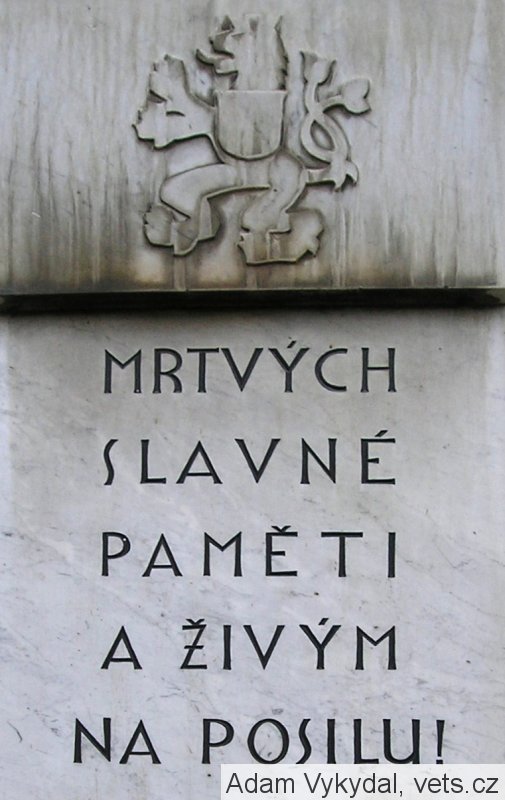 MRTVÝCH
SLAVNÉ
PAMĚTI
A ŽIVÝM
NA POSILU!
Adam Vykydal, vets.cz